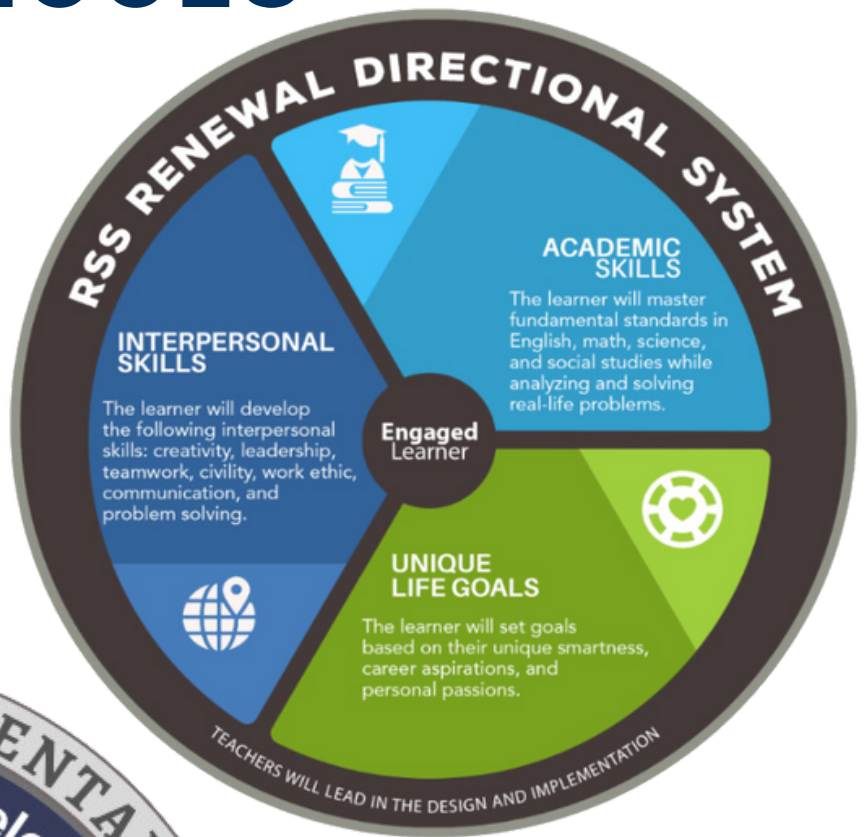 RSS RENEWAL DIRECTIONAL SYSTEM
ACADEMIC
SKILLS
The learner will master
fundamental standards in
English, math, science,
and social studies while
analyzing and solving
real-life problems.
INTERPERSONAL
SKILLS
The learner will develop
the following interpersonal
skills: creativity, leadership,
teamwork, civility, work ethic,
communication, and
problem solving.
Engaged
Learner
UNIQUE
LIFE GOALS
The learner will set goals
based on their unique smartness,
career aspirations, and
personal passions.
TEACHERS WILL LEAD IN THE DESIGN AND IMPLEMENTATION